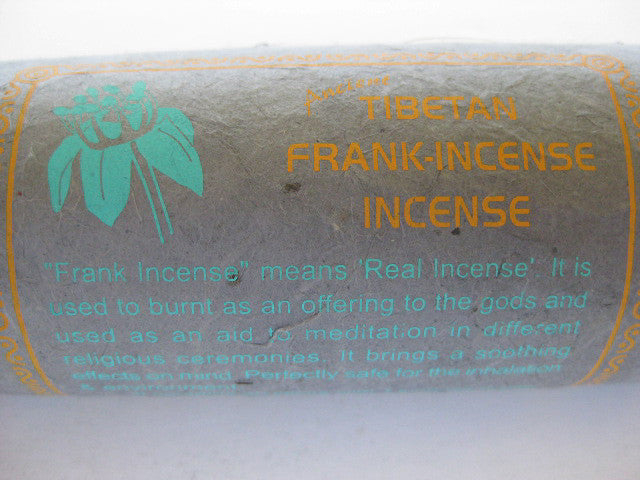 Ancient
TIBETAN
FRANK-INCENSE
INCENSE
"Frank Incense" means 'Real Incense'. It is
used to burnt as an offering to the gods and
used as an aid to meditation in different
religious ceremonies. It brings a soothing
effects on mind. Perfectly safe for the inhalation
& environment